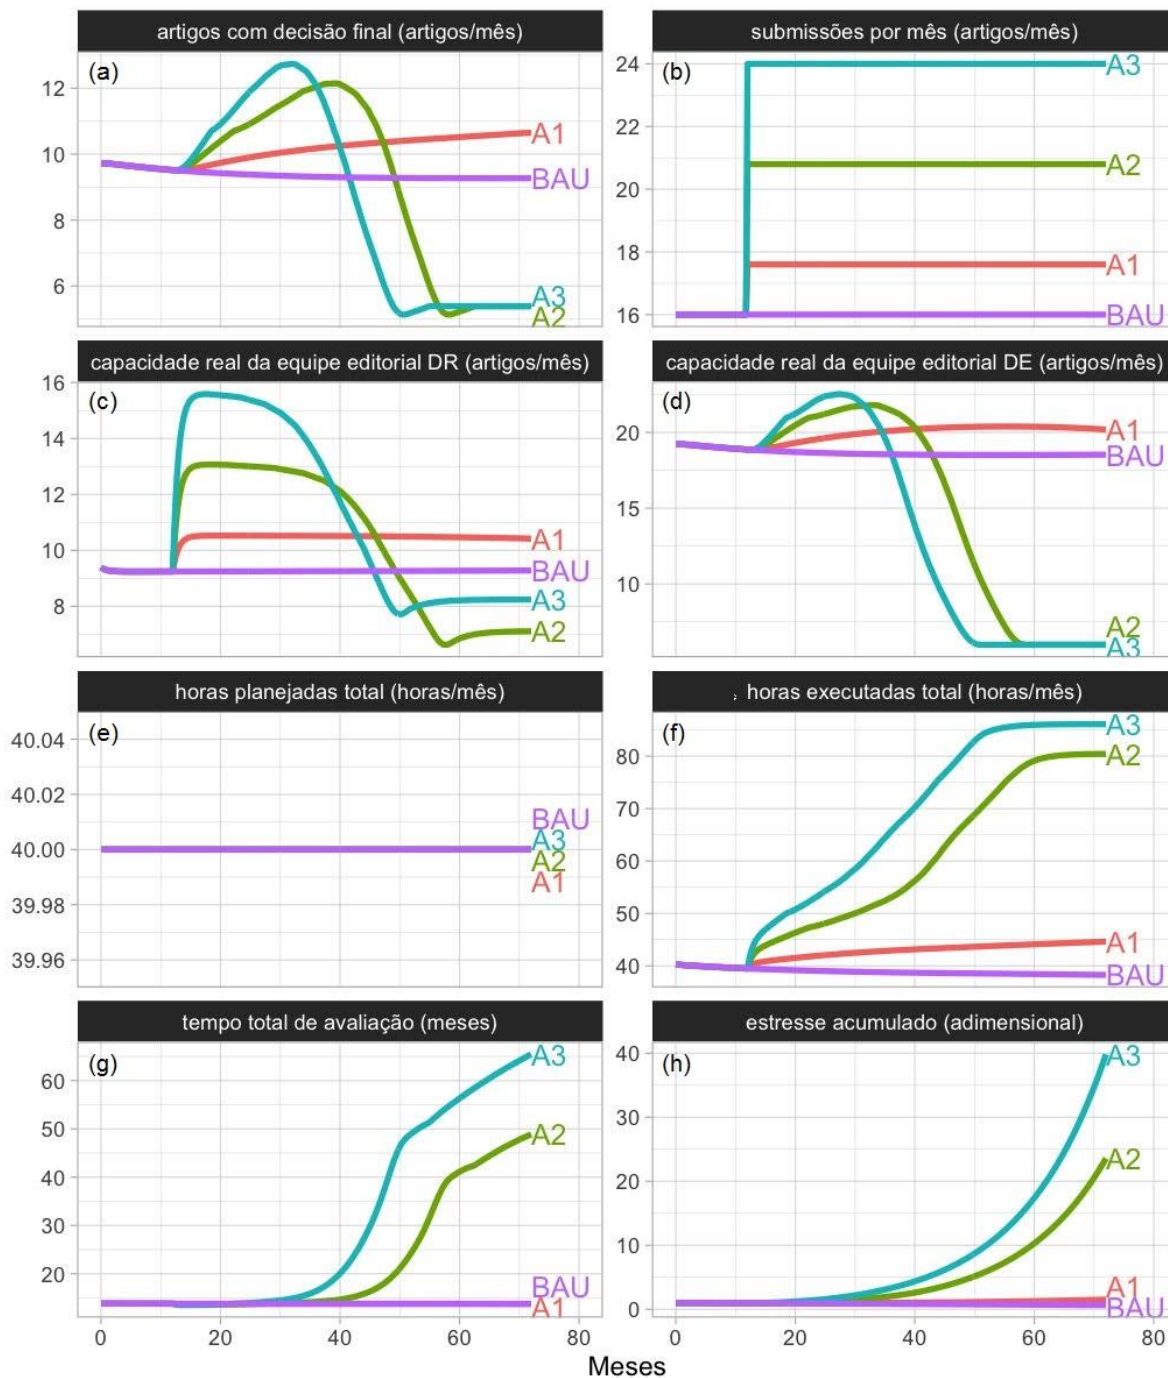 artigos com decisão final (artigos/mês)
(a)
12
10
8
6
A1
BAU
A3
A2
submissões por mês (artigos/mês)
(b)
24
22
20
18
16
A3
A2
A1
BAU
capacidade real da equipe editorial DR (artigos/mês)
(c)
16
14
12
10
8
A1
BAU
A3
A2
capacidade real da equipe editorial DE (artigos/mês)
(d)
20
15
10
A1
BAU
A2
A3
horas planejadas total (horas/mês)
(e)
40.04
40.02
40.00
39.98
39.96
BAU
A3
A2
A1
horas executadas total (horas/mês)
(f)
80
70
60
50
40
A3
A2
A1
BAU
tempo total de avaliação (meses)
(g)
60
50
40
30
20
A3
A2
BAU
A1
0 20 40 60 80
estresse acumulado (adimensional)
(h)
40
30
20
10
0
A3
A2
A1
BAU
0 20 40 60 80
Meses